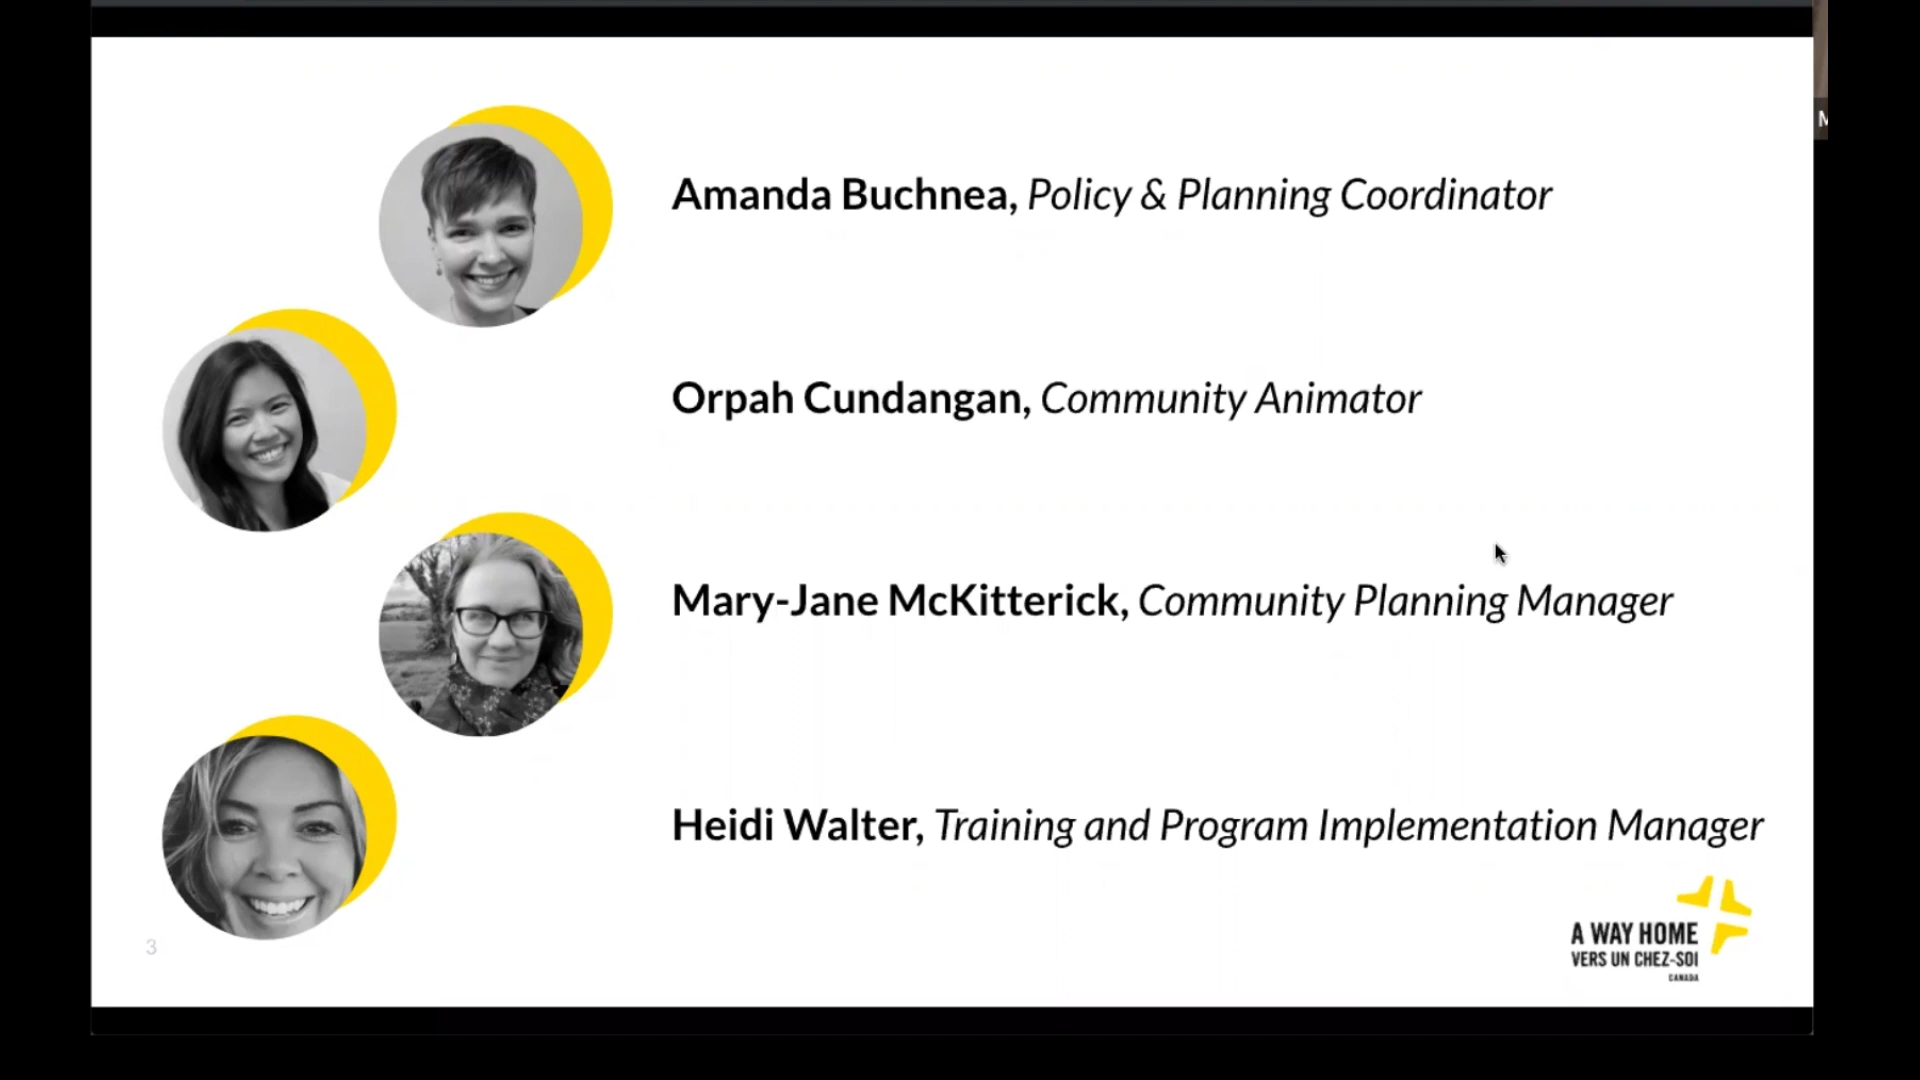 M
Amanda Buchnea, Policy & Planning Coordinator
Orpah Cundangan, Community Animator
Mary-Jane McKitterick, Community Planning Manager
Heidi Walter, Training and Program Implementation Manager
3
A WAY HOME
VERS UN CHEZ-SOI
CANADA